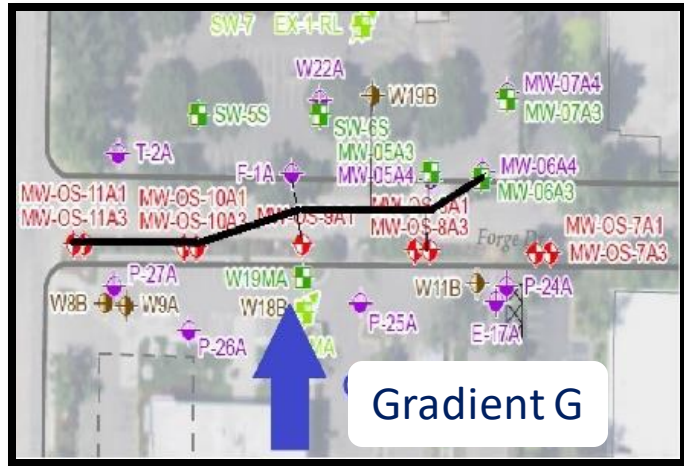 SW-7 EX-1-RL
W22A
W19B
MW-07A4
MW-07A3
SW-5S
SW-6S
MW-05A3
MW-05A4
T-2A
F-1A
MW-06A4
MW-06A3
MW-OS-11A1
MW-OS-11A3
MW-OS-10A1
MW-OS-10A3
MW-OS-9A1
MW-OS-8A3
MW-OS-7A1
MW-OS-7A3
W19MA
W18B
P-27A
W8B
W9A
P-26A
P-25A
W11B
P-24A
E-17A
Gradient G